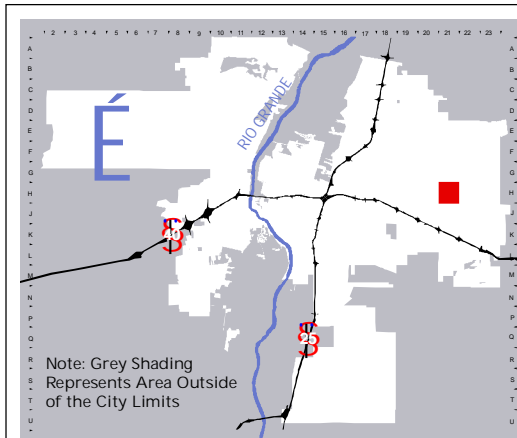 1 2 3 4 5 6 7 8 9 10 11 12 13 14 15 16 17 18 19 20 21 22 23
A A
B B
C C
D D
E E
F F
G G
H H
J J
K K
L L
M M
N N
P P
Q Q
R R
S S
T T
U U
É
RIO GRANDE
40
25
Note: Grey Shading
Represents Area Outside
of the City Limits